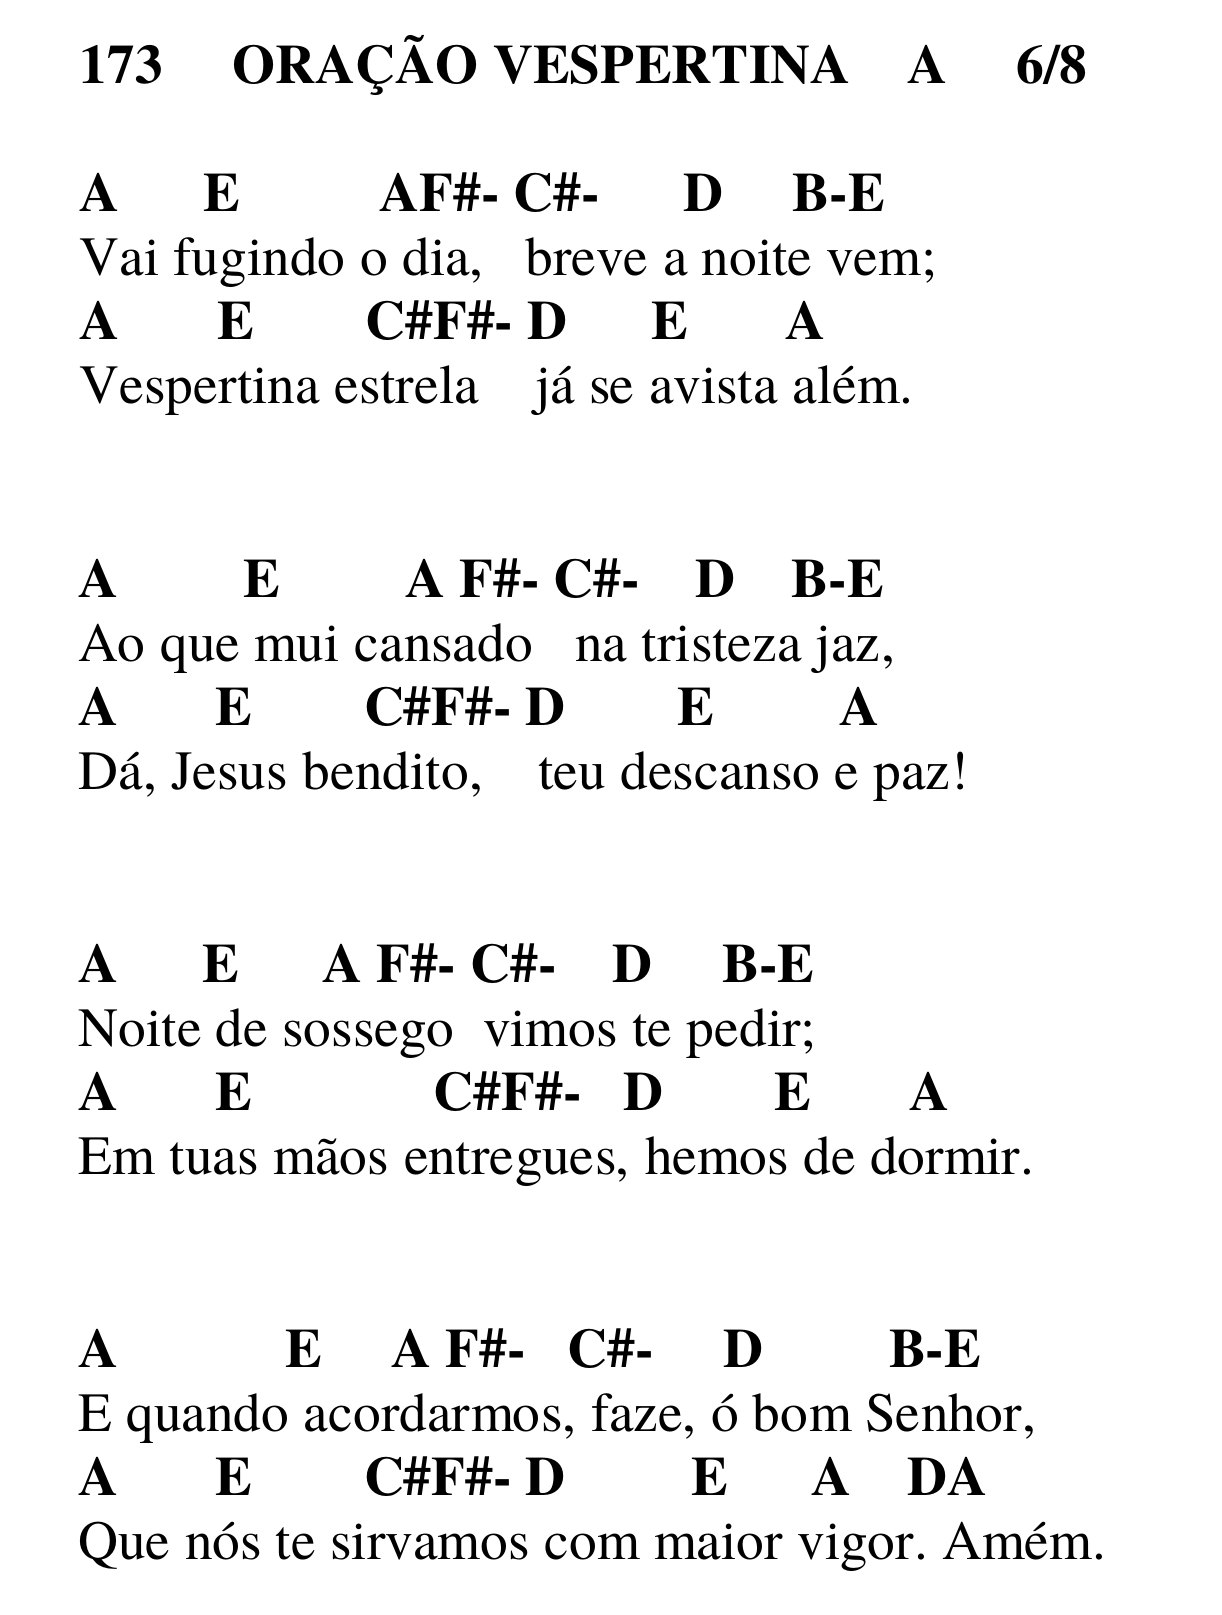 173 ORAÇÃO VESPERTINA A 6/8
A E AF#- C#- D B-E
Vai fugindo o dia, breve a noite vem;
A E C#F#- D E A
Vespertina estrela já se avista além.
A E A F#- C#- D B-E
Ao que mui cansado na tristeza jaz,
A E C#F#- D E A
Dá, Jesus bendito, teu descanso e paz!
A E A F#- C#- D B-E
Noite de sossego vimos te pedir;
A E C#F#- D E A
Em tuas mãos entregues, hemos de dormir.
A E A F#- C#- D B-E
E quando acordarmos, faze, ó bom Senhor,
A E C#F#- D E A DA
Que nós te sirvamos com maior vigor. Amém.